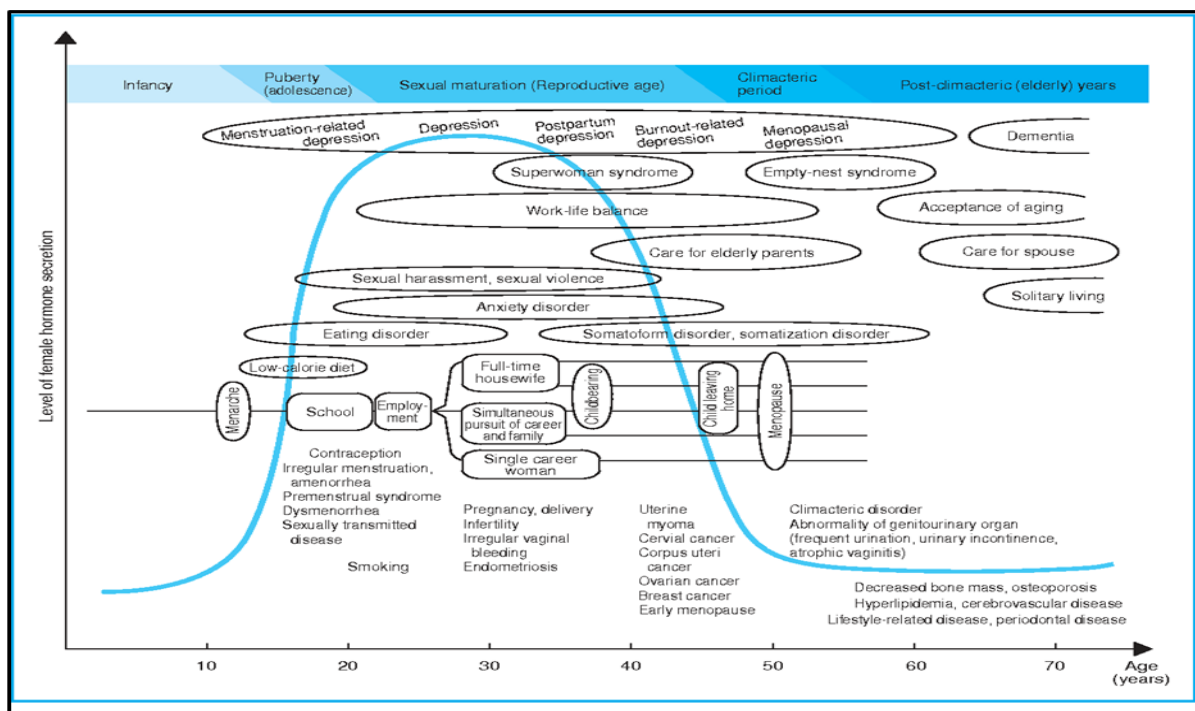 Infancy
Puberty
(adolescence)
Sexual maturation (Reproductive age)
Climacteric
period
Post-climacteric (elderly) years
Menstruation-related
depression
Depression
Postpartum
depression
Burnout-related
depression
Menopausal
depression
Dementia
Superwoman syndrome
Empty-nest syndrome
Work-life balance
Acceptance of aging
Care for elderly parents
Care for spouse
Sexual harassment, sexual violence
Solitary living
Anxiety disorder
Eating disorder
Somatoform disorder, somatization disorder
Low-calorie diet
Menarche
School
Employ-
ment
Full-time
housewife
Simultaneous
pursuit of career
and family
Single career
woman
Childbearing
Child leaving
home
Menopause
Contraception
Irregular menstruation,
amenorrhea
Premenstrual syndrome
Dysmenorrhea
Sexually transmitted
disease
Smoking
Pregnancy, delivery
Infertility
Irregular vaginal
bleeding
Endometriosis
Uterine
myoma
Cervial cancer
Corpus uteri
cancer
Ovarian cancer
Breast cancer
Early menopause
Climacteric disorder
Abnormality of genitourinary organ
(frequent urination, urinary incontinence,
atrophic vaginitis)
Decreased bone mass, osteoporosis
Hyperlipidemia, cerebrovascular disease
Lifestyle-related disease, periodontal disease
Level of female hormone secretion
10 20 30 40 50 60 70 Age
(years)